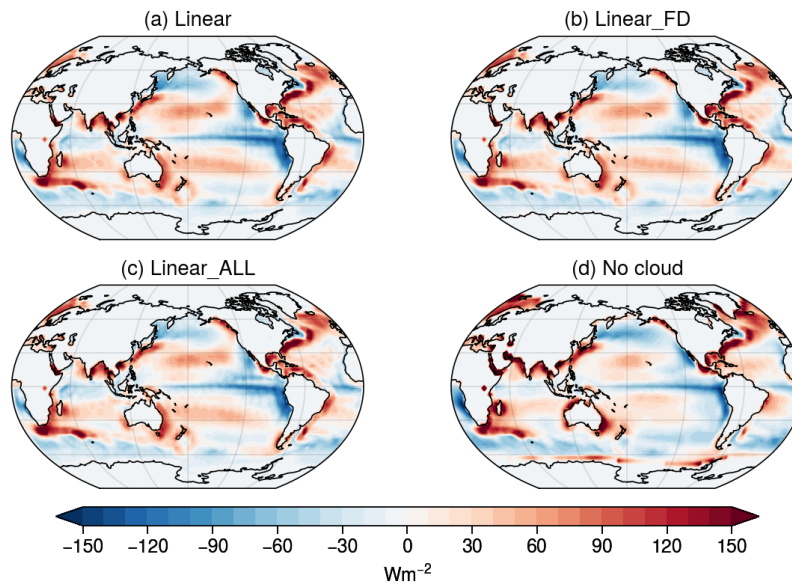 (a) Linear
(b) Linear_FD
(c) Linear_ALL
(d) No cloud
−150 −120 −90 −60 −30 0 30 60 90 120 150
Wm⁻²